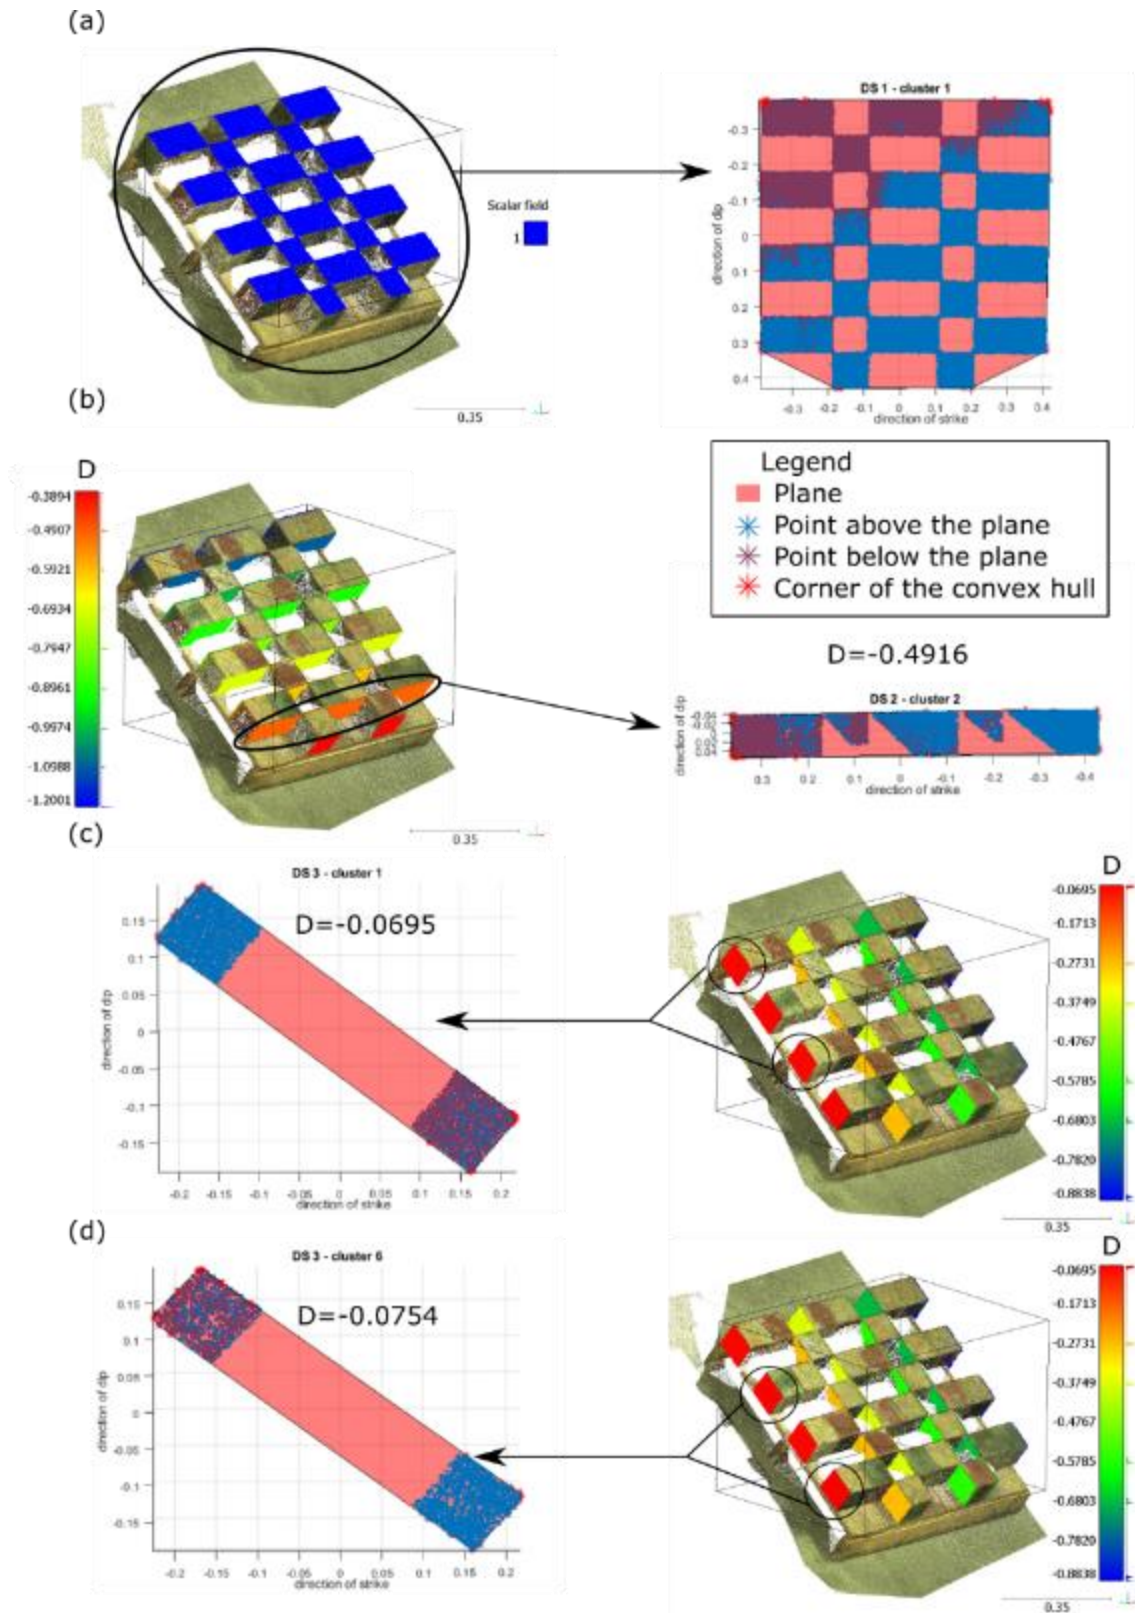 (a)
DS 1 - cluster 1
Scalar field
1
direction of dip
-0.3
-0.2
-0.1
0
0.1
0.2
0.3
0.4
-0.3 -0.2 -0.1 0 0.1 0.2 0.3 0.4
direction of strike
0.35
(b)
Legend
Plane
Point above the plane
Point below the plane
Corner of the convex hull
D
-0.3894
-0.4907
-0.5921
-0.6934
-0.7947
-0.8961
-0.9974
-1.0988
-1.2001
0.35
D=-0.4916
DS 2 - cluster 2
direction of dip
-0.04
-0.02
0.02
0.04
0.3 0.2 0.1 0 -0.1 -0.2 -0.3 -0.4
direction of strike
(c)
DS 3 - cluster 1
D=-0.0695
direction of dip
0.15
0.1
0.05
0
-0.05
-0.1
-0.15
-0.2 -0.15 -0.1 -0.05 0 0.05 0.1 0.15 0.2
direction of strike
D
-0.0695
-0.1713
-0.2731
-0.3749
-0.4767
-0.5785
-0.6803
-0.7820
-0.8838
0.35
(d)
DS 3 - cluster 6
D=-0.0754
direction of dip
0.15
0.1
0.05
0
-0.05
-0.1
-0.15
-0.2 -0.15 -0.1 -0.05 0 0.05 0.1 0.15 0.2
direction of strike
D
-0.0695
-0.1713
-0.2731
-0.3749
-0.4767
-0.5785
-0.6803
-0.7820
-0.8838
0.35